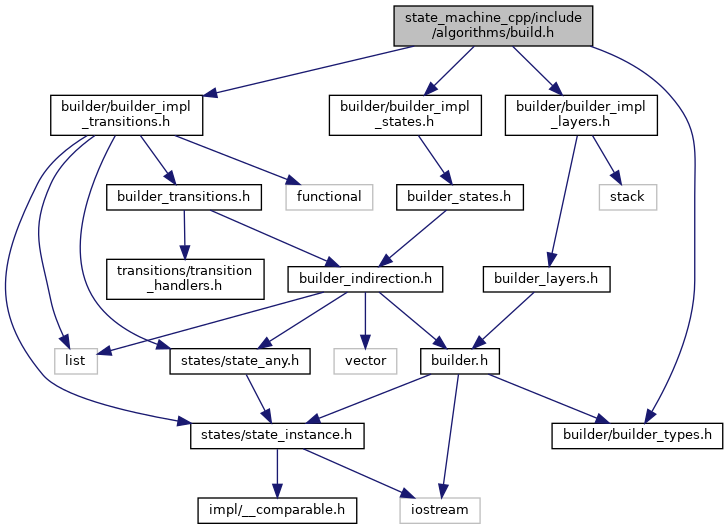 state_machine_cpp/include
/algorithms/build.h
builder/builder_impl
_transitions.h
builder/builder_impl
_states.h
builder/builder_impl
_layers.h
builder_transitions.h
functional
builder_states.h
stack
transitions/transition
_handlers.h
builder_indirection.h
builder_layers.h
list
states/state_any.h
vector
builder.h
states/state_instance.h
builder/builder_types.h
impl/__comparable.h
iostream